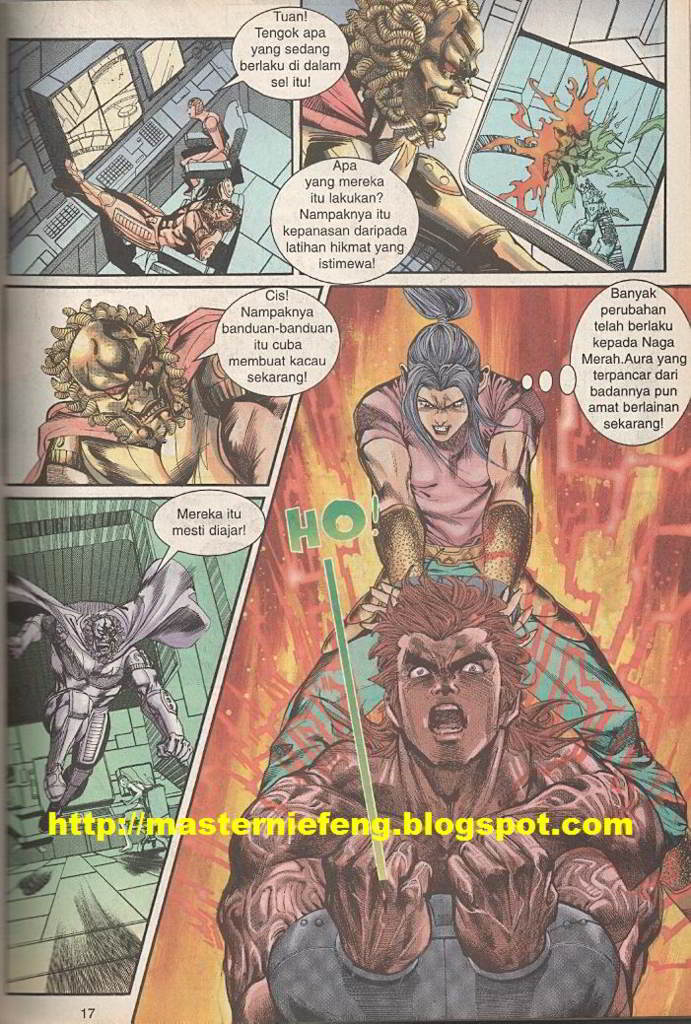 Tuan!
Tengok apa
yang sedang
berlaku di dalam
sel itu!
Apa
yang mereka
itu lakukan?
Nampaknya itu
kepanasan daripada
latihan hikmat yang
istimewa!
Cis!
Nampaknya
banduan-banduan
itu cuba
membuat kacau
sekarang!
Banyak
perubahan
telah berlaku
kepada Naga
Merah.Aura yang
terpancar dari
badannya pun
amat berlainan
sekarang!
Mereka itu
mesti diajar!
HO!
http://masterniefeng.blogspot.com
17